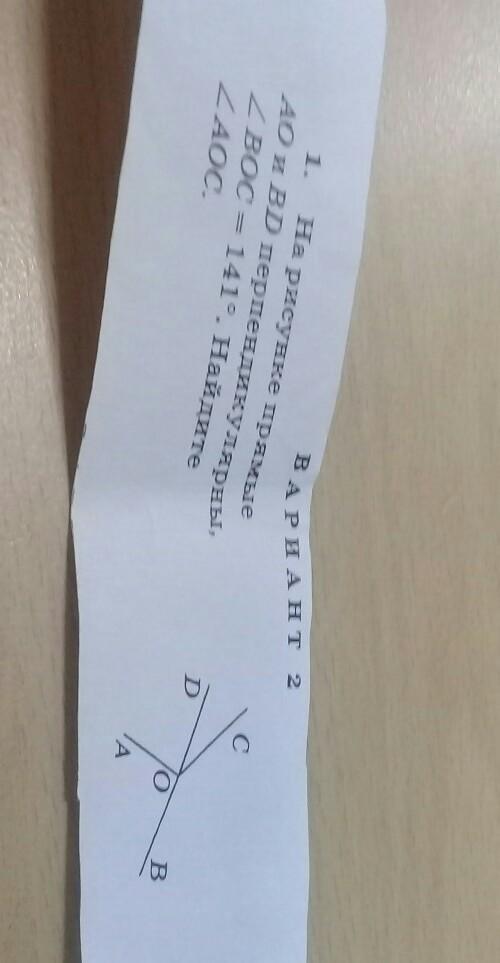 ВАРИАНТ 2
1. На рисунке прямые
AO и BD перпендикулярны,
∠BOC = 141°. Найдите
∠AOC.
C
D
O
A
B